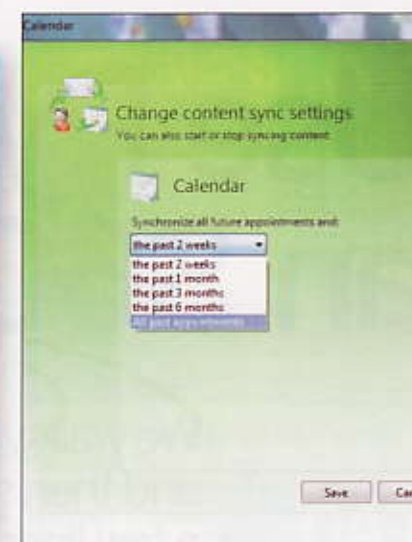 Calendar
Change content sync settings
You can also start or stop syncing content
Calendar
Synchronize all future appointments and:
the past 2 weeks
the past 2 weeks
the past 1 month
the past 3 months
the past 6 months
All past appointments
Save